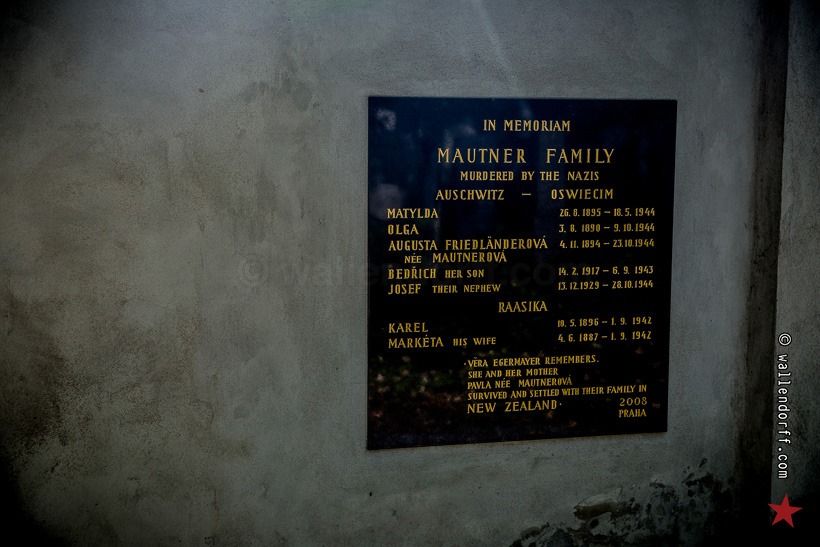 IN MEMORIAM
MAUTNER FAMILY
MURDERED BY THE NAZIS
AUSCHWITZ – OSWIECIM
MATYLDA 26. 8. 1895 – 18. 5. 1944
OLGA 3. 8. 1890 – 9. 10. 1944
AUGUSTA FRIEDLÄNDEROVÁ 4. 11. 1894 – 23.10.1944
NÉE MAUTNEROVÁ
BEDŘICH HER SON 14. 2. 1917 – 6. 9. 1943
JOSEF THEIR NEPHEW 13.12.1929 – 28.10.1944
RAASIKA
KAREL 10. 5. 1896 – 1. 9. 1942
MARKÉTA HIS WIFE 4. 6. 1887 – 1. 9. 1942
·VĚRA EGERMAYER REMEMBERS.
SHE AND HER MOTHER
PAVLA NÉE MAUTNEROVÁ
SURVIVED AND SETTLED WITH THEIR FAMILY IN
NEW ZEALAND· 2008
PRAHA
© wallendorff.com
© wallendorff.com